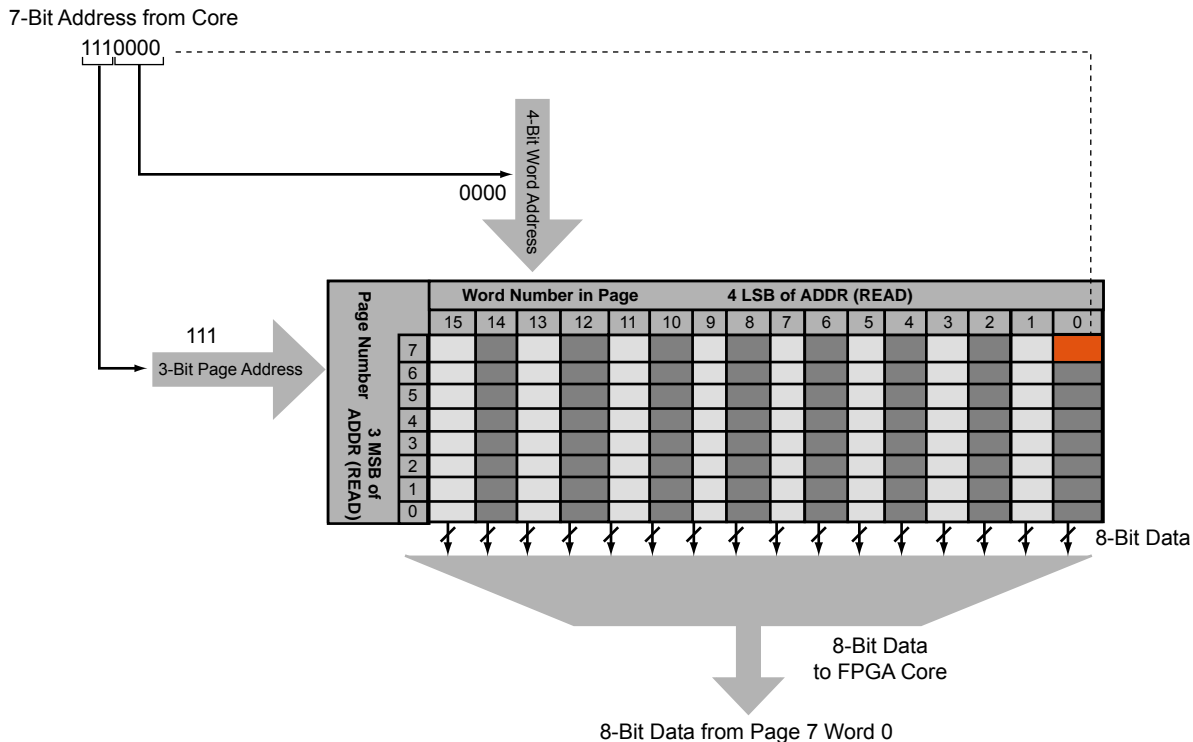 7-Bit Address from Core
1110000
4-Bit Word Address
0000
Word Number in Page 4 LSB of ADDR (READ)
15 14 13 12 11 10 9 8 7 6 5 4 3 2 1 0
Page Number
3 MSB of
ADDR (READ)
111
3-Bit Page Address
7
6
5
4
3
2
1
0
8-Bit Data
8-Bit Data
to FPGA Core
8-Bit Data from Page 7 Word 0